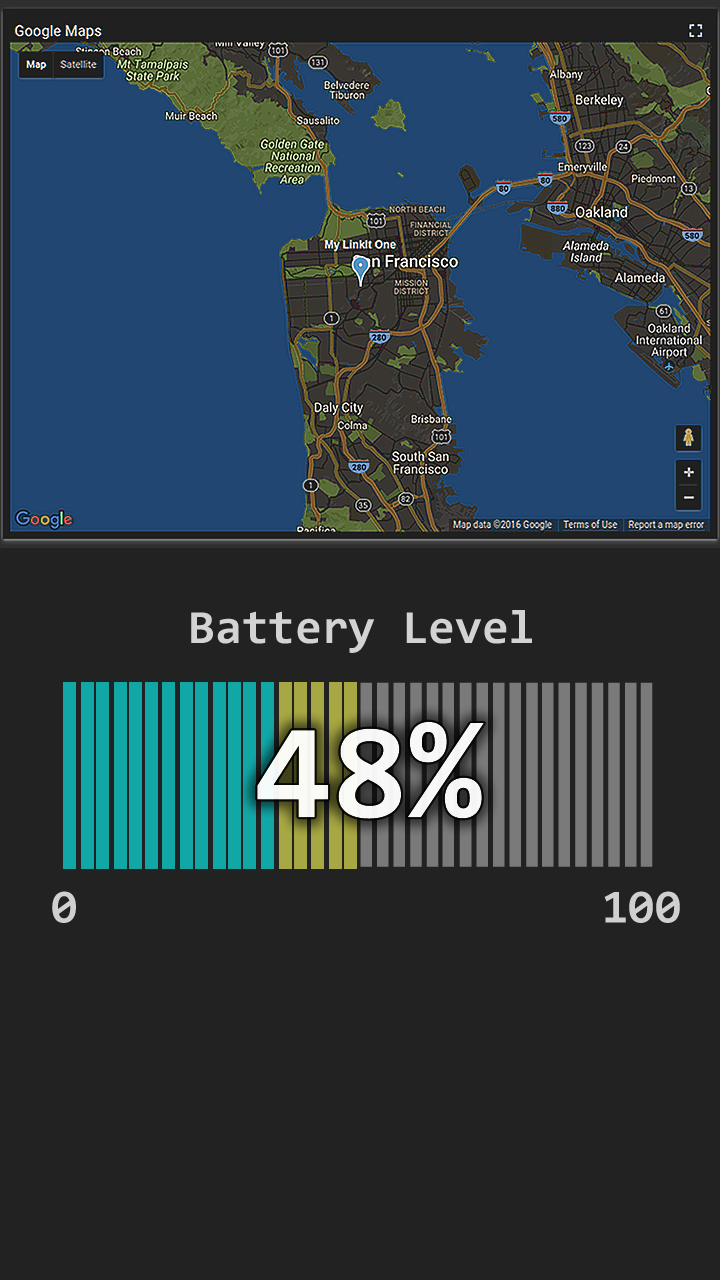 Google Maps
Map
Satellite
Stinson Beach
Mt Tamalpais
State Park
Mill Valley
101
131
Belvedere
Tiburon
Muir Beach
Sausalito
Golden Gate
National
Recreation
Area
Albany
Berkeley
580
123
24
Emeryville
80
80
Piedmont
13
880
Oakland
580
NORTH BEACH
101
FINANCIAL
DISTRICT
My LinkIt One
San Francisco
Alameda
Island
MISSION
DISTRICT
Alameda
1
280
61
Oakland
International
Airport
Daly City
Colma
Brisbane
101
280
South San
Francisco
1
35
82
Pacifica
Google
Map data ©2016 Google
Terms of Use
Report a map error
+
−
Battery Level
48%
0
100